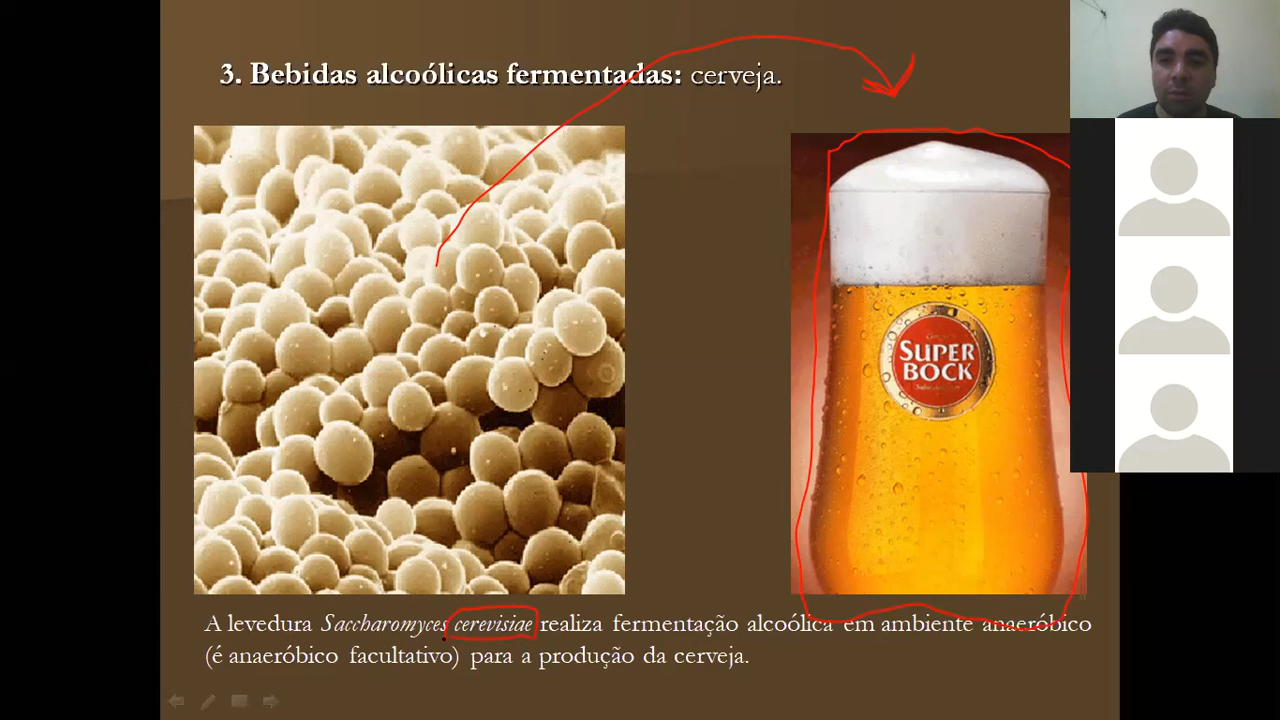 3. Bebidas alcoólicas fermentadas: cerveja.
SUPER
BOCK
A levedura Saccharomyces cerevisiae realiza fermentação alcoólica em ambiente anaeróbico
(é anaeróbico facultativo) para a produção da cerveja.